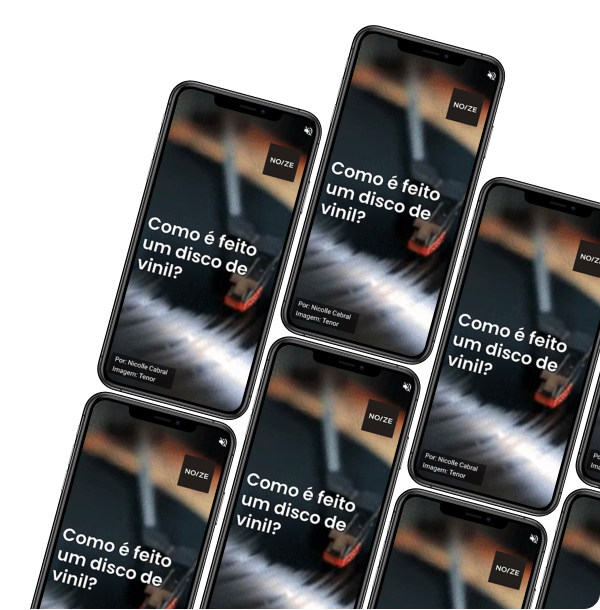 NO/ZE
Como é feito
um disco de
vinil?
Por: Nicolle Cabral
Imagem: Tenor
NO/ZE
Como é feito
um disco de
vinil?
Por: Nicolle Cabral
Imagem: Tenor
NO/Z
Como é feito
um disco de
vinil?
Por: Nicolle Cabral
Imagem: Tenor
NO/ZE
Como é feito
um disco de
vinil?
NO/ZE
Como é feito
um disco de
vinil?
NO/ZE